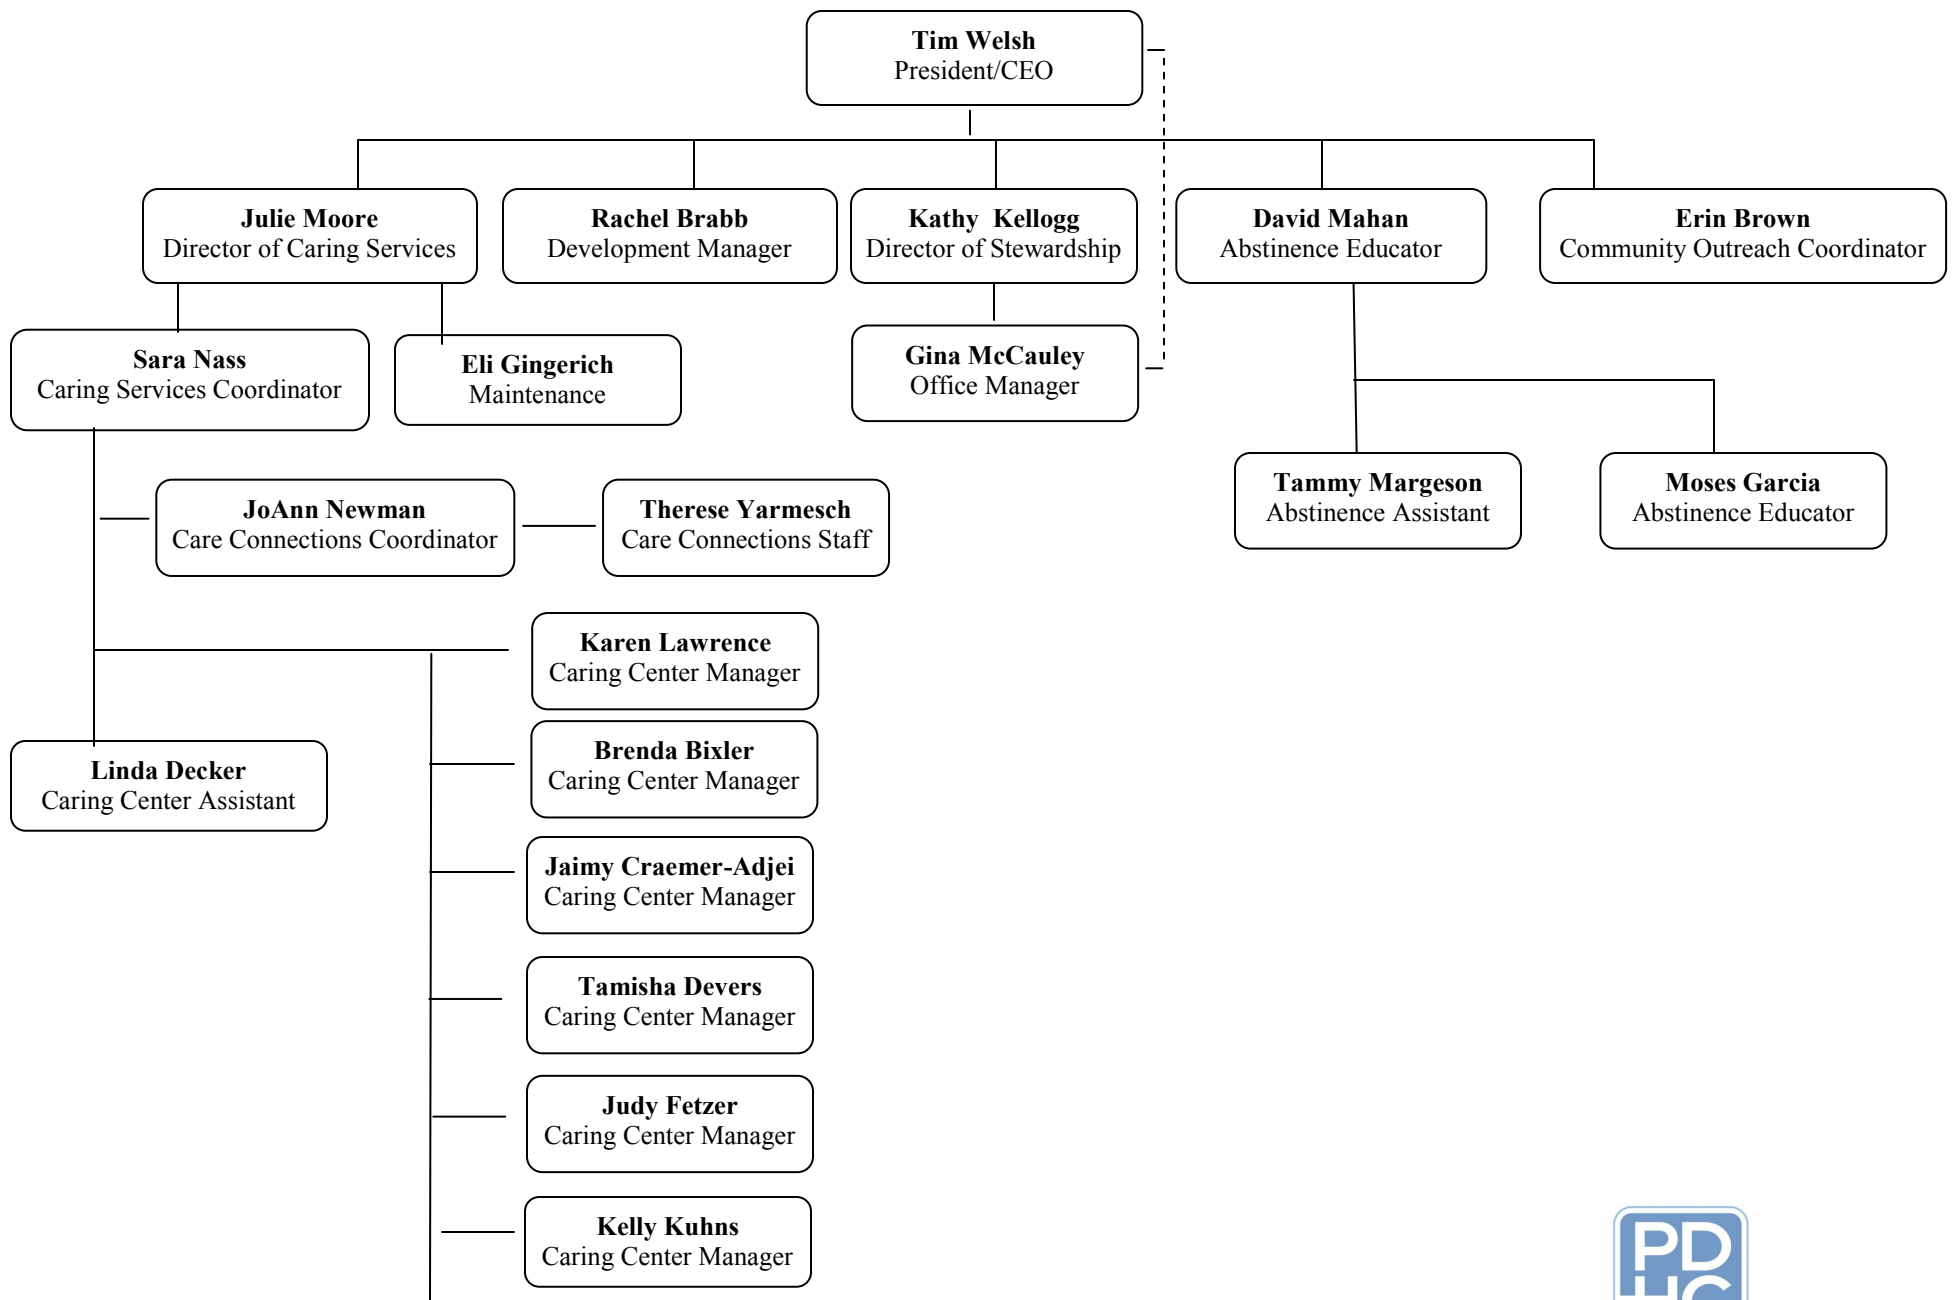 Tim Welsh
President/CEO
Julie Moore
Director of Caring Services
Rachel Brabb
Development Manager
Kathy  Kellogg
Director of Stewardship
David Mahan
Abstinence Educator
Erin Brown
Community Outreach Coordinator
Sara Nass
Caring Services Coordinator
Eli Gingerich
Maintenance
Gina McCauley
Office Manager
Tammy Margeson
Abstinence Assistant
Moses Garcia
Abstinence Educator
JoAnn Newman
Care Connections Coordinator
Therese Yarmesch
Care Connections Staff
Karen Lawrence
Caring Center Manager
Brenda Bixler
Caring Center Manager
Linda Decker
Caring Center Assistant
Jaimy Craemer-Adjei
Caring Center Manager
Tamisha Devers
Caring Center Manager
Judy Fetzer
Caring Center Manager
Kelly Kuhns
Caring Center Manager
PD
HC